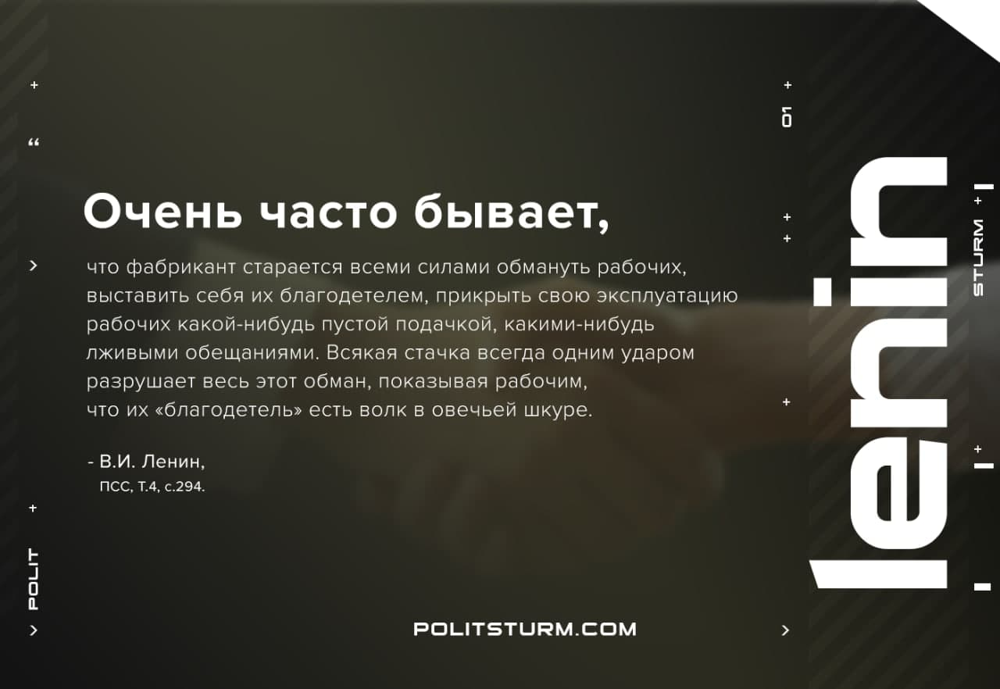 “
Очень часто бывает,
что фабрикант старается всеми силами обмануть рабочих,
выставить себя их благодетелем, прикрыть свою эксплуатацию
рабочих какой-нибудь пустой подачкой, какими-нибудь
лживыми обещаниями. Всякая стачка всегда одним ударом
разрушает весь этот обман, показывая рабочим,
что их «благодетель» есть волк в овечьей шкуре.
- В.И. Ленин,
ПСС, Т.4, с.294.
POLIT
POLITSTURM.COM
01
lenin
STURM